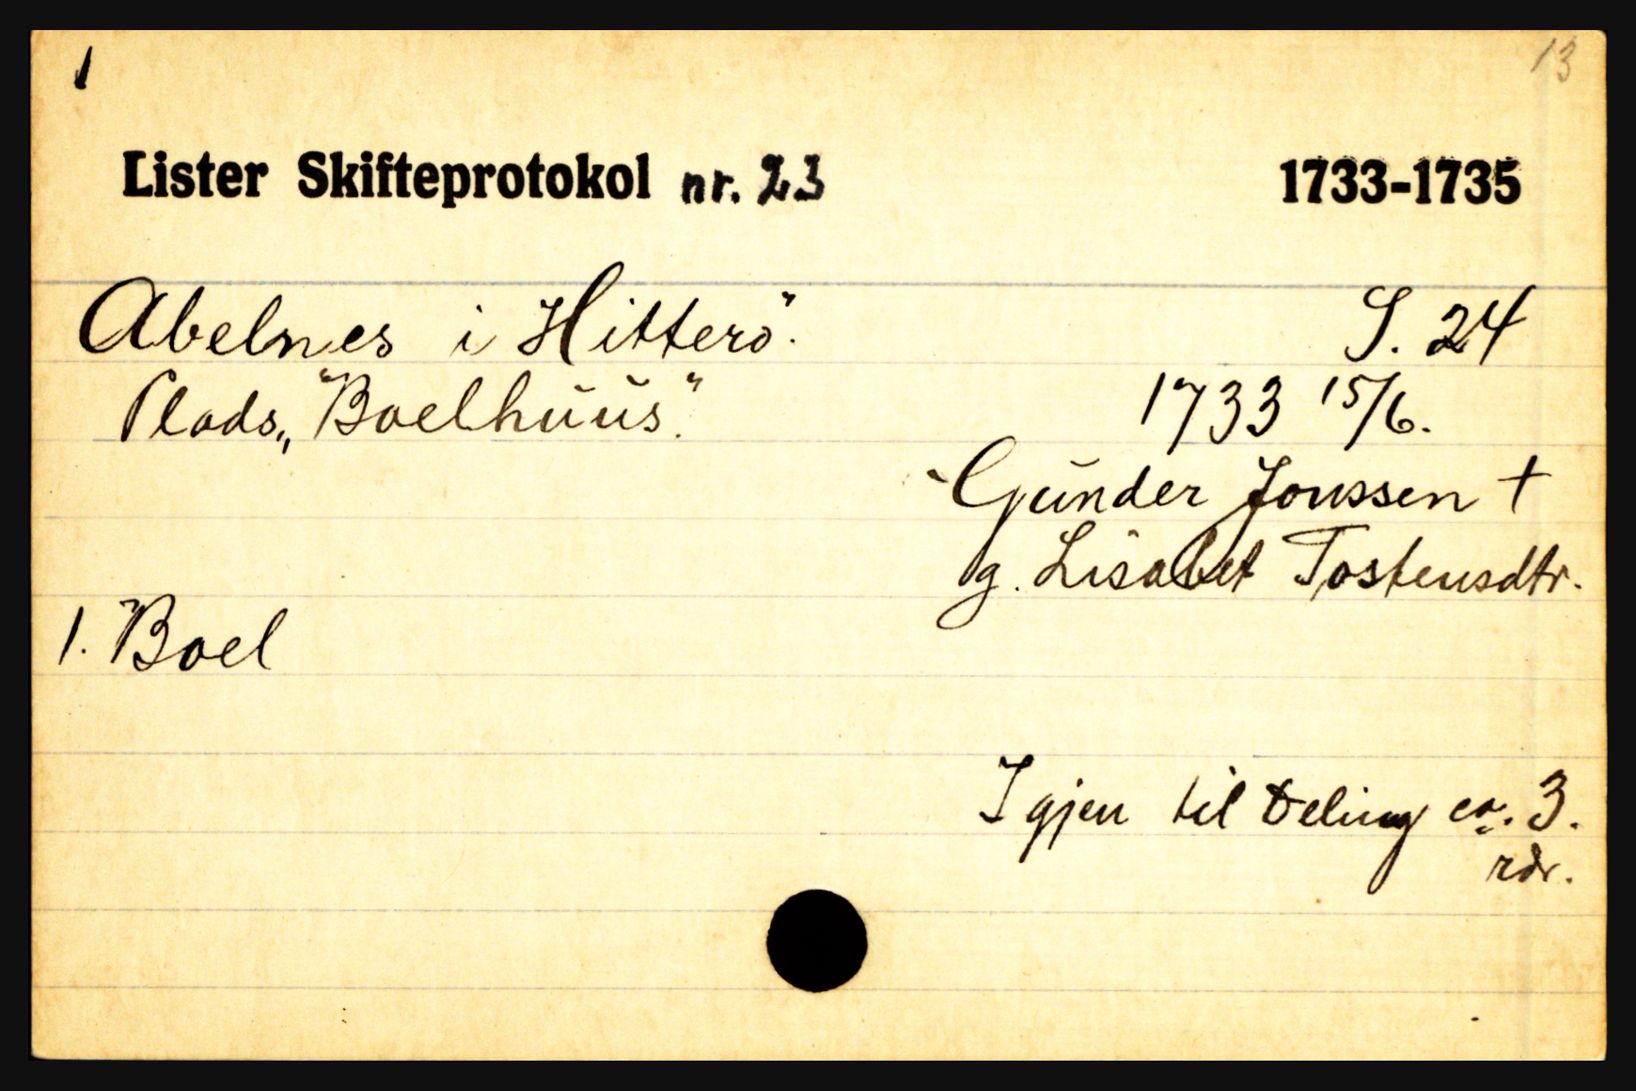 1 13
Lister Skifteprotokol nr. 23 1733-1735
Abelnes i Hitterö. S. 24
Plads „Boelhuus". 1733 15/6.
Gunder Jonssen +
g. Lisabet Tostensdtr.
1. Boel
Igjen til Deling ca. 3.
rdr.